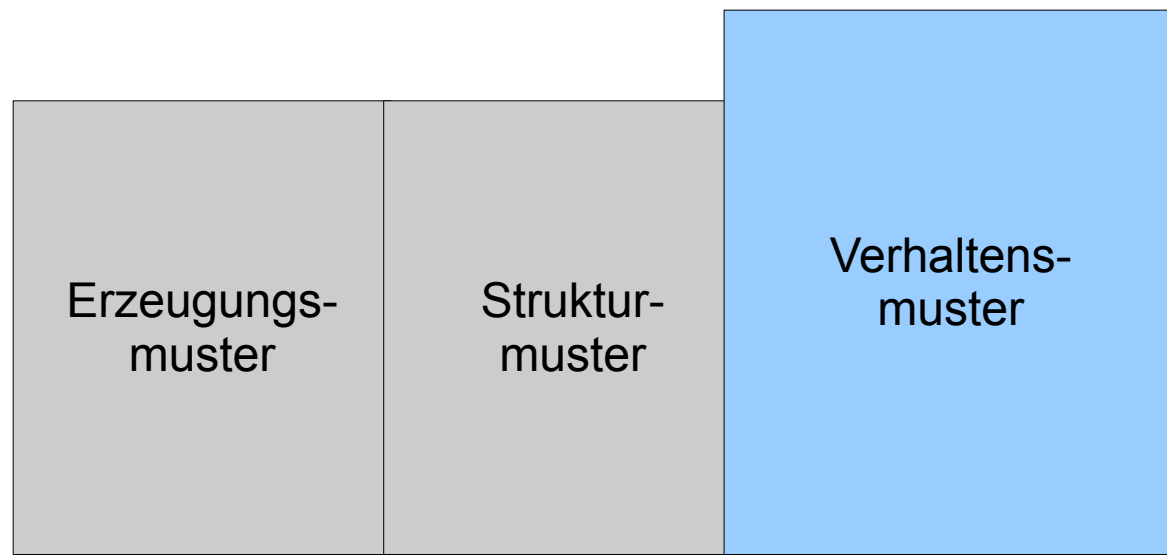 Erzeugungs-
muster
Struktur-
muster
Verhaltens-
muster